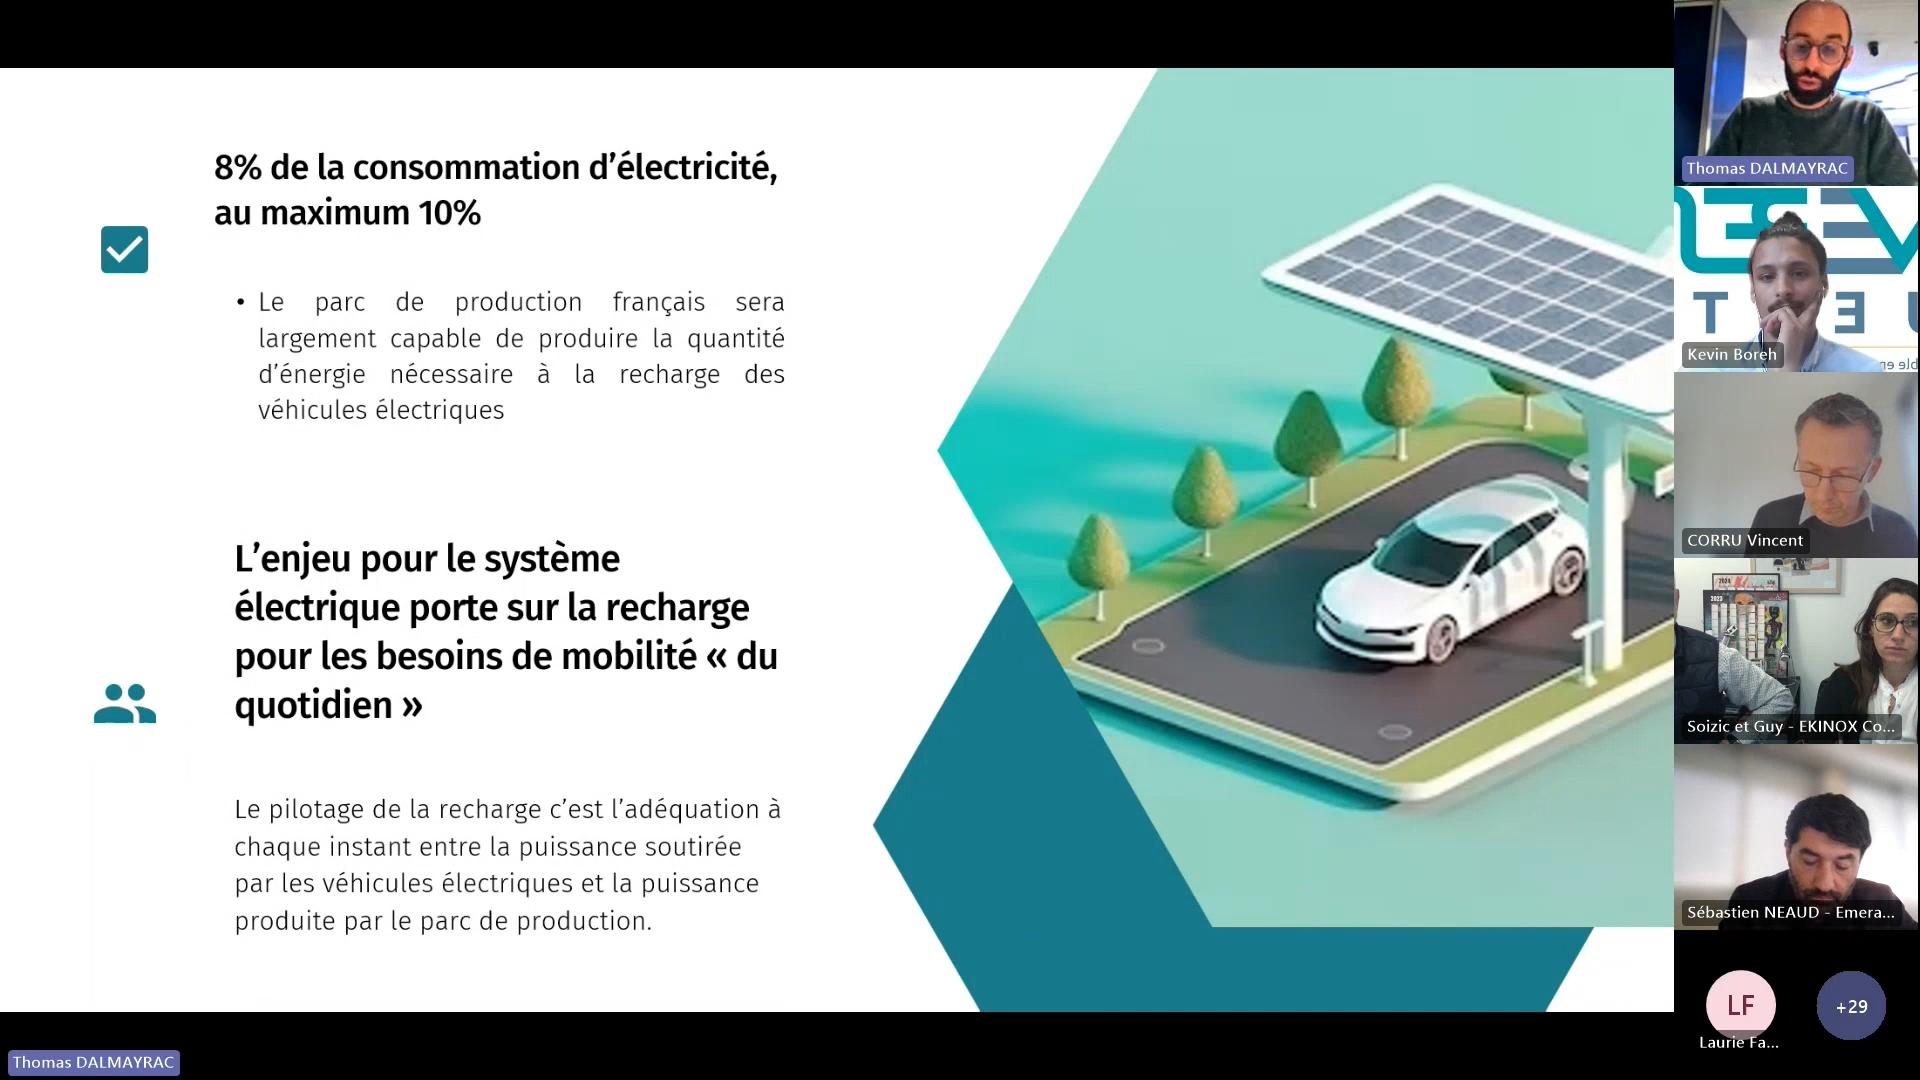 8% de la consommation d’électricité,
au maximum 10%
• Le parc de production français sera
largement capable de produire la quantité
d’énergie nécessaire à la recharge des
véhicules électriques
L’enjeu pour le système
électrique porte sur la recharge
pour les besoins de mobilité « du
quotidien »
Le pilotage de la recharge c’est l’adéquation à
chaque instant entre la puissance soutirée
par les véhicules électriques et la puissance
produite par le parc de production.
Thomas DALMAYRAC
Thomas DALMAYRAC
Kevin Boreh
CORRU Vincent
2024
2023
Soizic et Guy - EKINOX Co...
Sébastien NEAUD - Emera...
LF
Laurie Fa...
+29